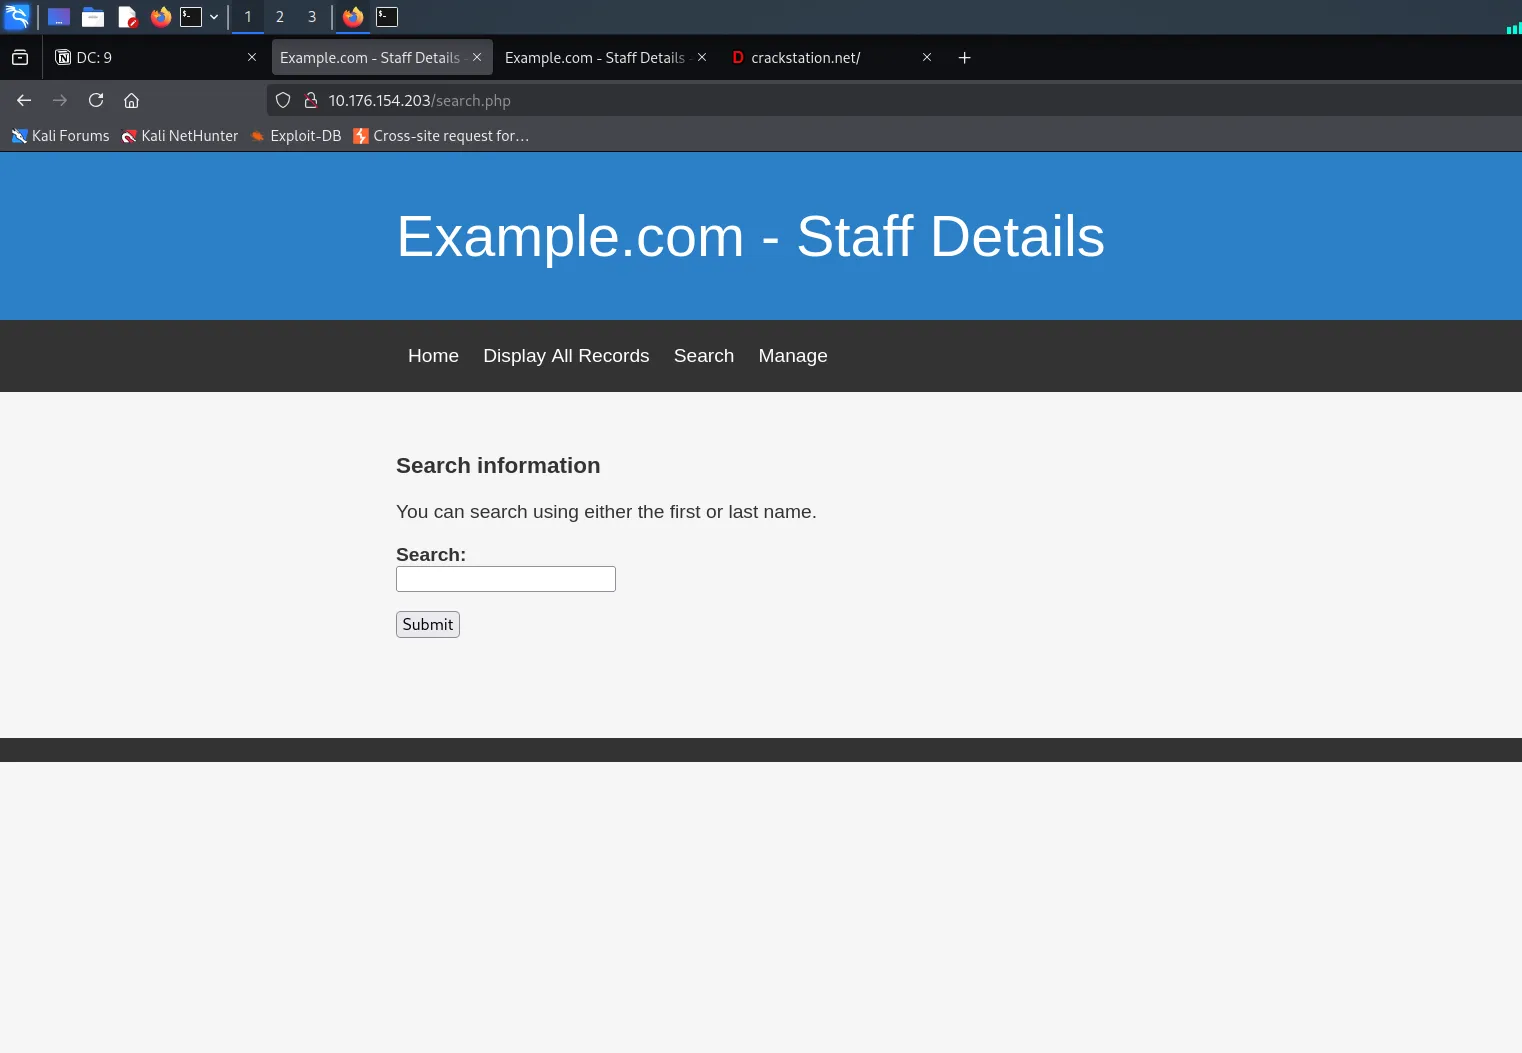 1 2 3
DC: 9 Example.com - Staff Details - Example.com - Staff Details - crackstation.net/
10.176.154.203/search.php
Kali Forums Kali NetHunter Exploit-DB Cross-site request for…
Example.com - Staff Details
Home Display All Records Search Manage
Search information
You can search using either the first or last name.
Search:
Submit